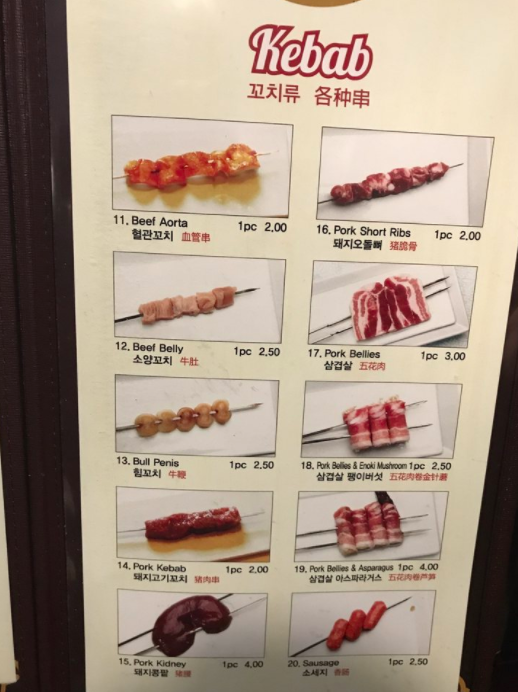 Kebab
꼬치류 各种串
11. Beef Aorta 1pc 2,00
혈관꼬치 血管串
12. Beef Belly 1pc 2,50
소양꼬치 牛肚
13. Bull Penis 1pc 2,50
힘꼬치 牛鞭
14. Pork Kebab 1pc 2,00
돼지고기꼬치 猪肉串
15. Pork Kidney 1pc 4,00
돼지콩팥 猪腰
16. Pork Short Ribs 1pc 2,00
돼지오돌뼈 猪脆骨
17. Pork Bellies 1pc 3,00
삼겹살 五花肉
18. Pork Bellies & Enoki Mushroom 1pc 2,50
삼겹살 팽이버섯 五花肉卷金针蘑
19. Pork Bellies & Asparagus 1pc 4,00
삼겹살 아스파라거스 五花肉卷芦笋
20. Sausage 1pc 2,50
소세지 香肠